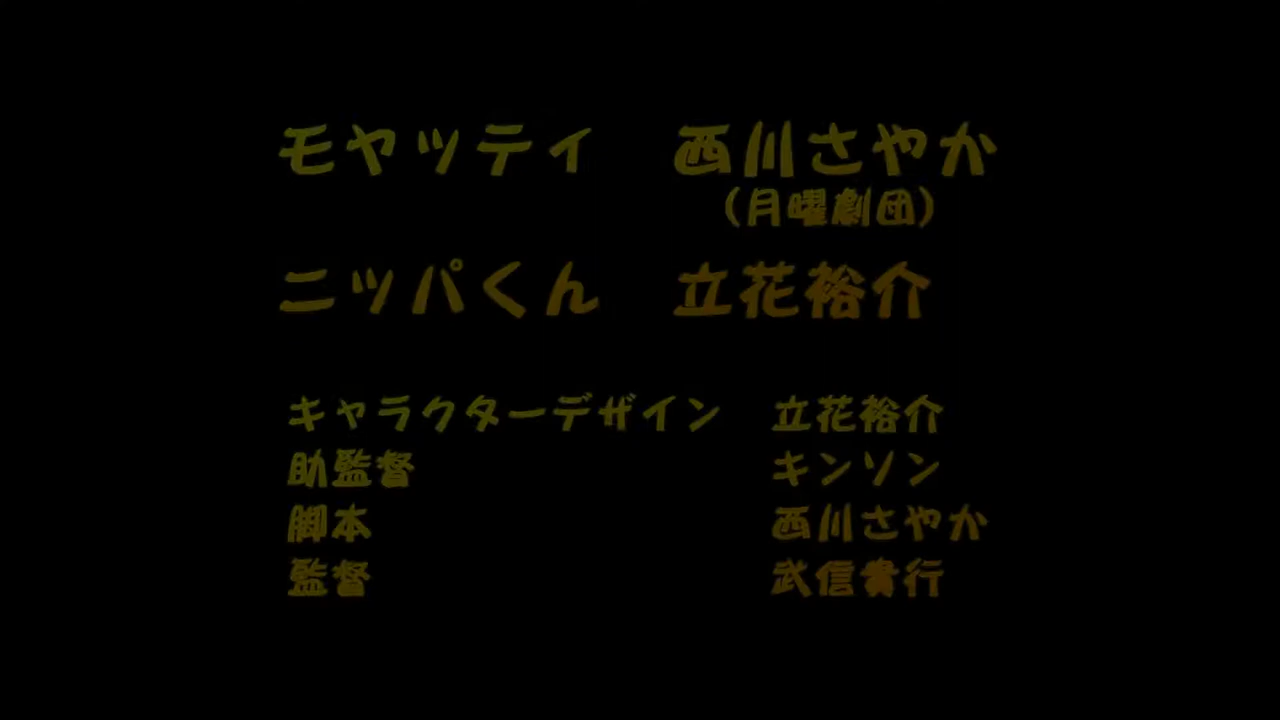 モヤッティ　西川さやか
（月曜劇団）
ニッパくん　立花裕介
キャラクターデザイン　立花裕介
助監督　キンソン
脚本　西川さやか
監督　武信貴行